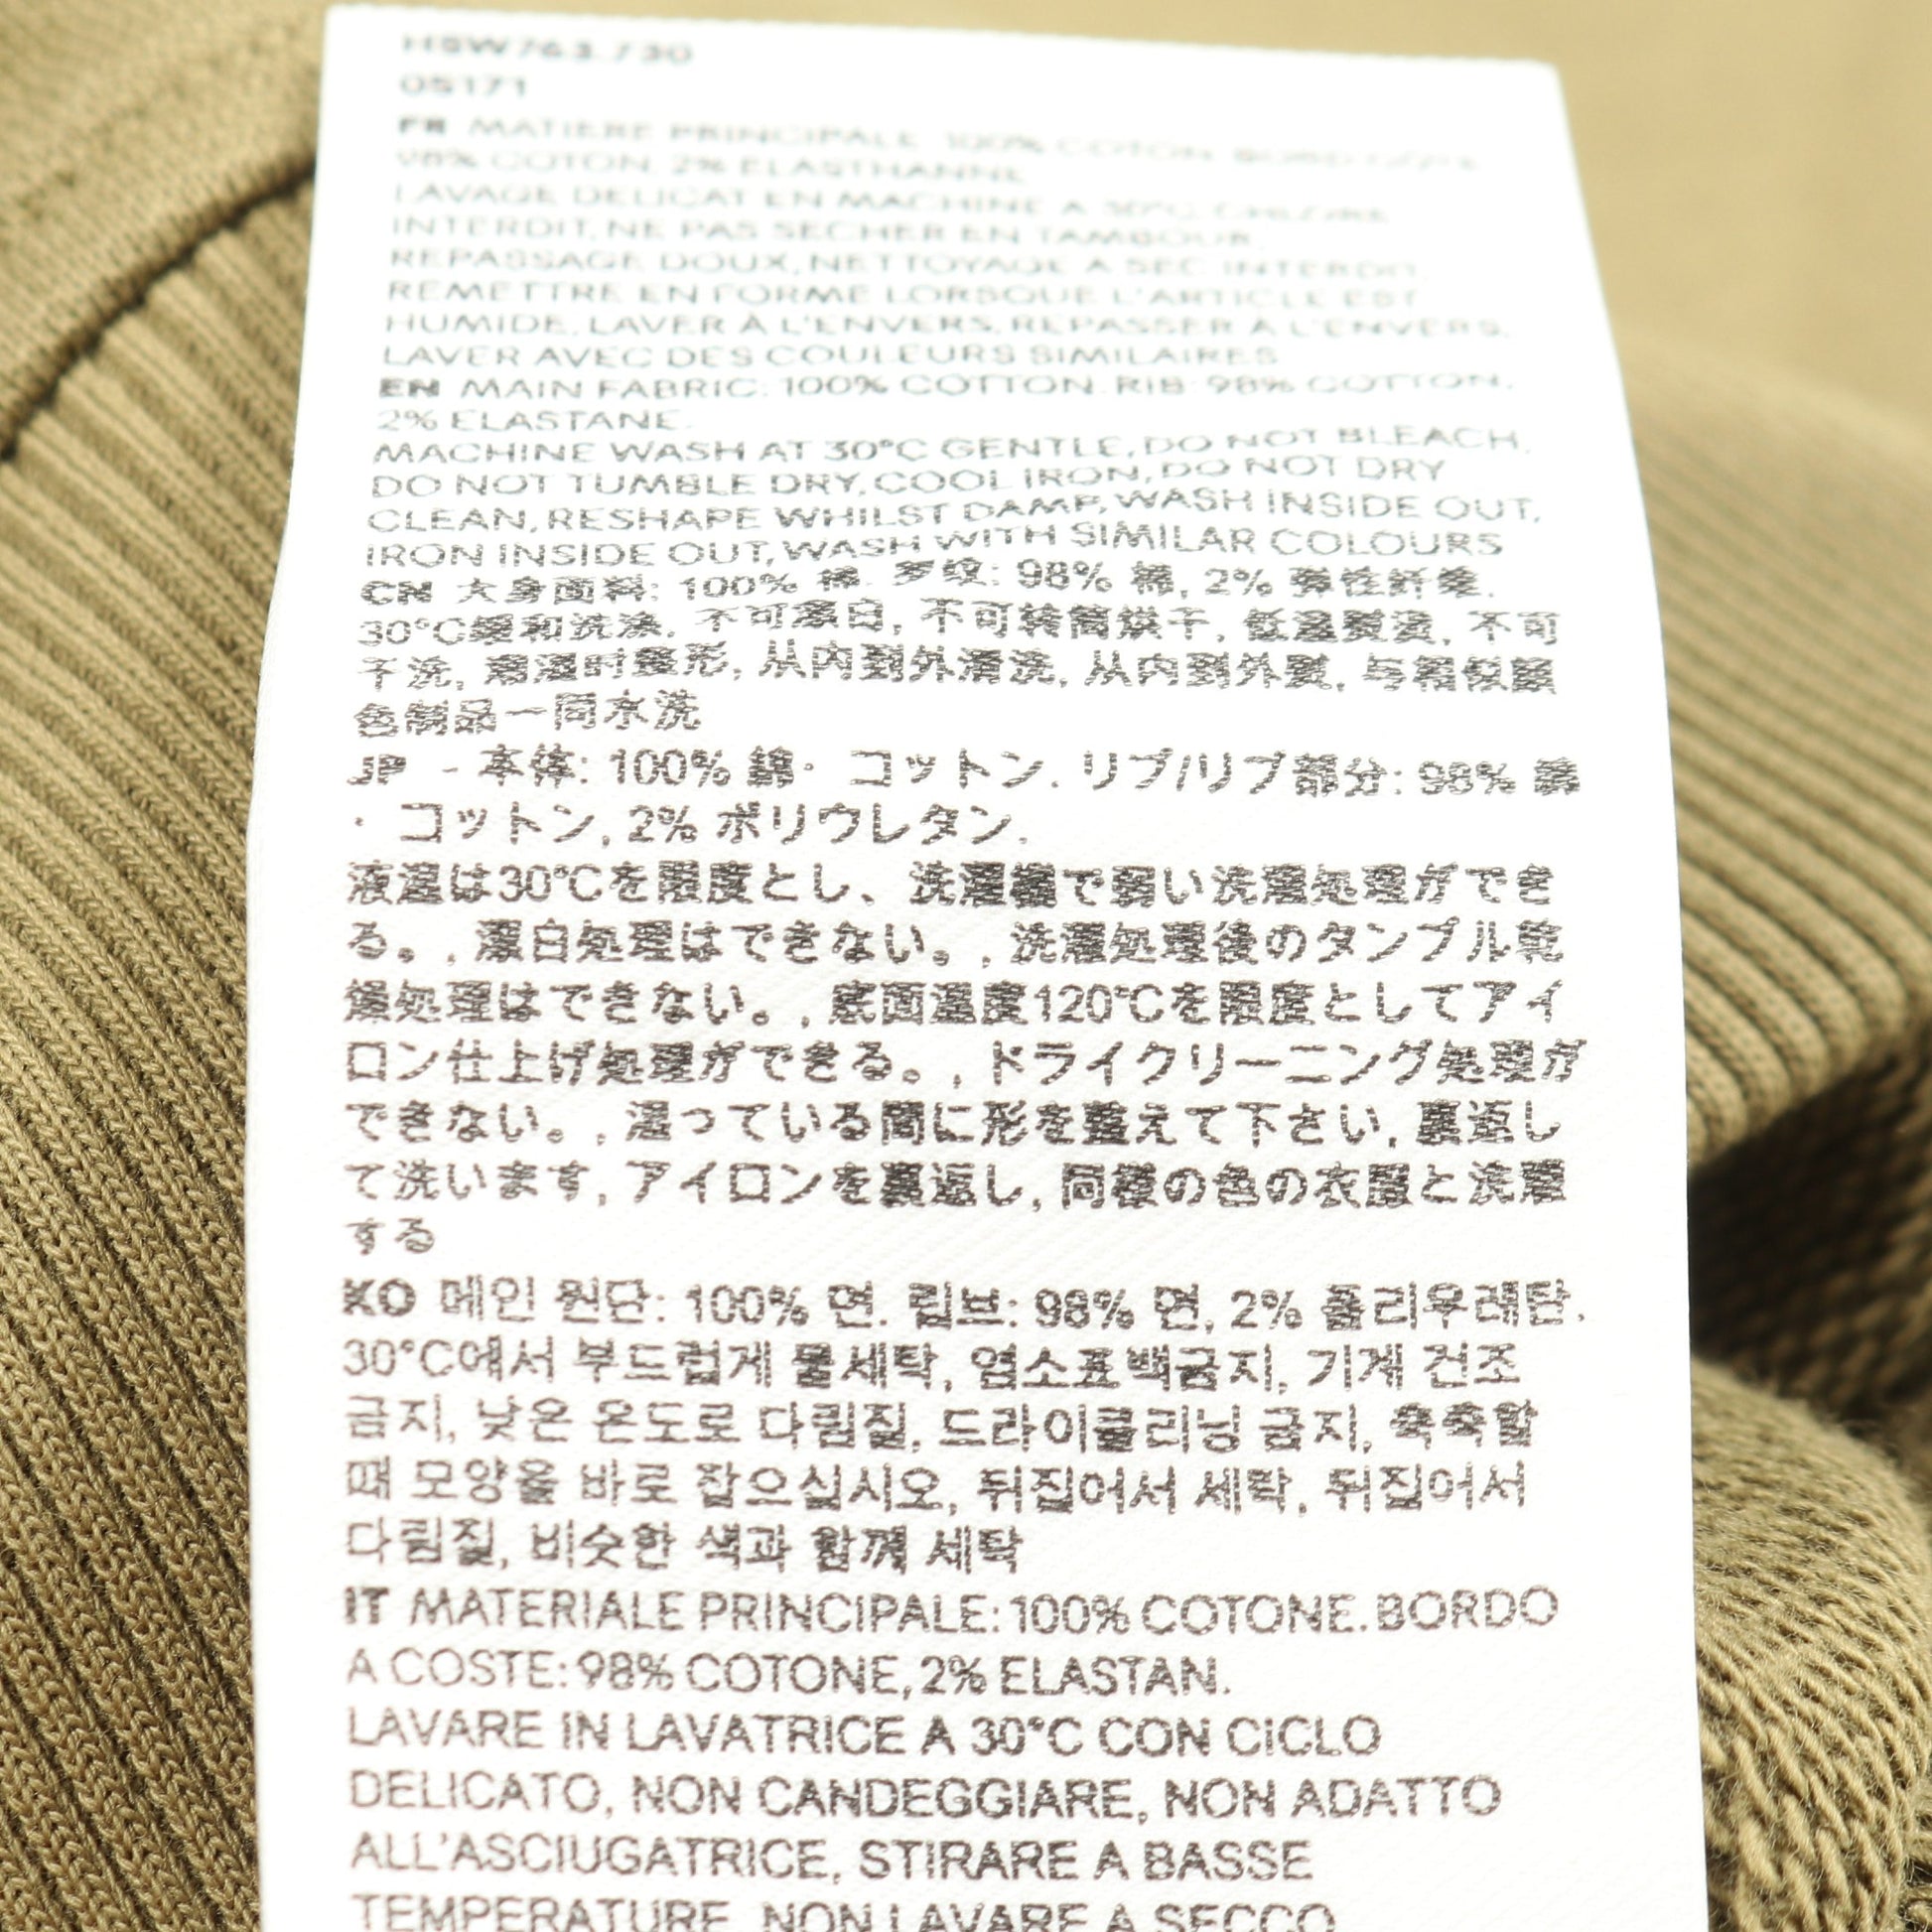 HSW763.730
05171
FR MATIERE PRINCIPALE 100% COTON. BORD COTE
98% COTON. 2% ELASTHANNE
LAVAGE DELICAT EN MACHINE A 30°C, CHLORE
INTERDIT, NE PAS SECHER EN TAMBOUR,
REPASSAGE DOUX, NETTOYAGE A SEC INTERDIT,
REMETTRE EN FORME LORSQUE L'ARTICLE EST
HUMIDE, LAVER À L'ENVERS, REPASSER À L'ENVERS,
LAVER AVEC DES COULEURS SIMILAIRES
EN MAIN FABRIC: 100% COTTON. RIB: 98% COTTON,
2% ELASTANE.
MACHINE WASH AT 30°C GENTLE, DO NOT BLEACH,
DO NOT TUMBLE DRY, COOL IRON, DO NOT DRY
CLEAN, RESHAPE WHILST DAMP, WASH INSIDE OUT,
IRON INSIDE OUT, WASH WITH SIMILAR COLOURS
CN 大身面料: 100% 棉. 罗纹: 98% 棉, 2% 弹性纤维.
30°C缓和洗涤, 不可漂白, 不可转筒烘干, 低温熨烫, 不可
干洗, 潮湿时整形, 从内到外清洗, 从内到外熨, 与相似颜
色制品一同水洗
JP - 本体: 100% 綿・ コットン. リブ/リブ部分: 98% 綿
・ コットン, 2% ポリウレタン.
液温は30℃を限度とし、洗濯機で弱い洗濯処理ができ
る。, 漂白処理はできない。, 洗濯処理後のタンブル乾
燥処理はできない。, 底面温度120℃を限度としてアイ
ロン仕上げ処理ができる。, ドライクリーニング処理が
できない。, 湿っている間に形を整えて下さい, 裏返し
て洗います, アイロンを裏返し, 同様の色の衣服と洗濯
する
KO 메인 원단: 100% 면. 립브: 98% 면, 2% 폴리우레탄.
30°C에서 부드럽게 물세탁, 염소표백금지, 기계 건조
금지, 낮은 온도로 다림질, 드라이클리닝 금지, 축축할
때 모양을 바로 잡으십시오, 뒤집어서 세탁, 뒤집어서
다림질, 비슷한 색과 함께 세탁
IT MATERIALE PRINCIPALE: 100% COTONE. BORDO
A COSTE: 98% COTONE, 2% ELASTAN.
LAVARE IN LAVATRICE A 30°C CON CICLO
DELICATO, NON CANDEGGIARE, NON ADATTO
ALL'ASCIUGATRICE, STIRARE A BASSE
TEMPERATURE, NON LAVARE A SECCO